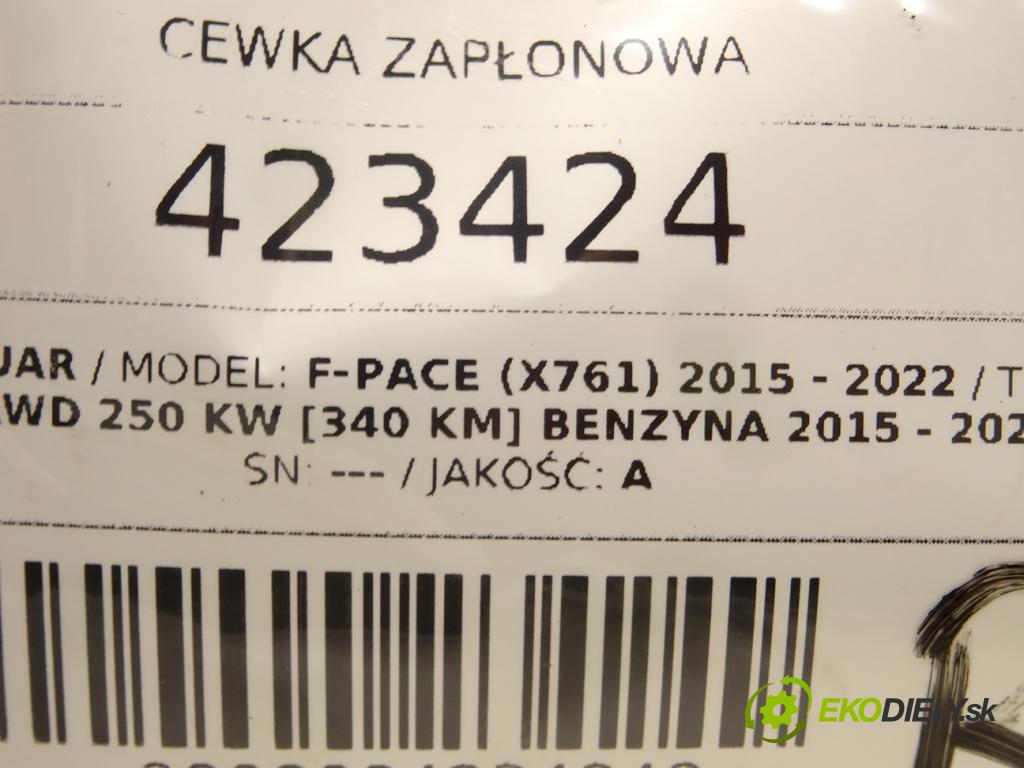 CEWKA ZAPŁONOWA
423424
UAR / MODEL: F-PACE (X761) 2015 - 2022 / T
WD 250 KW [340 KM] BENZYNA 2015 - 202
SN: --- / JAKOŚĆ: A
EKODIELY.sk